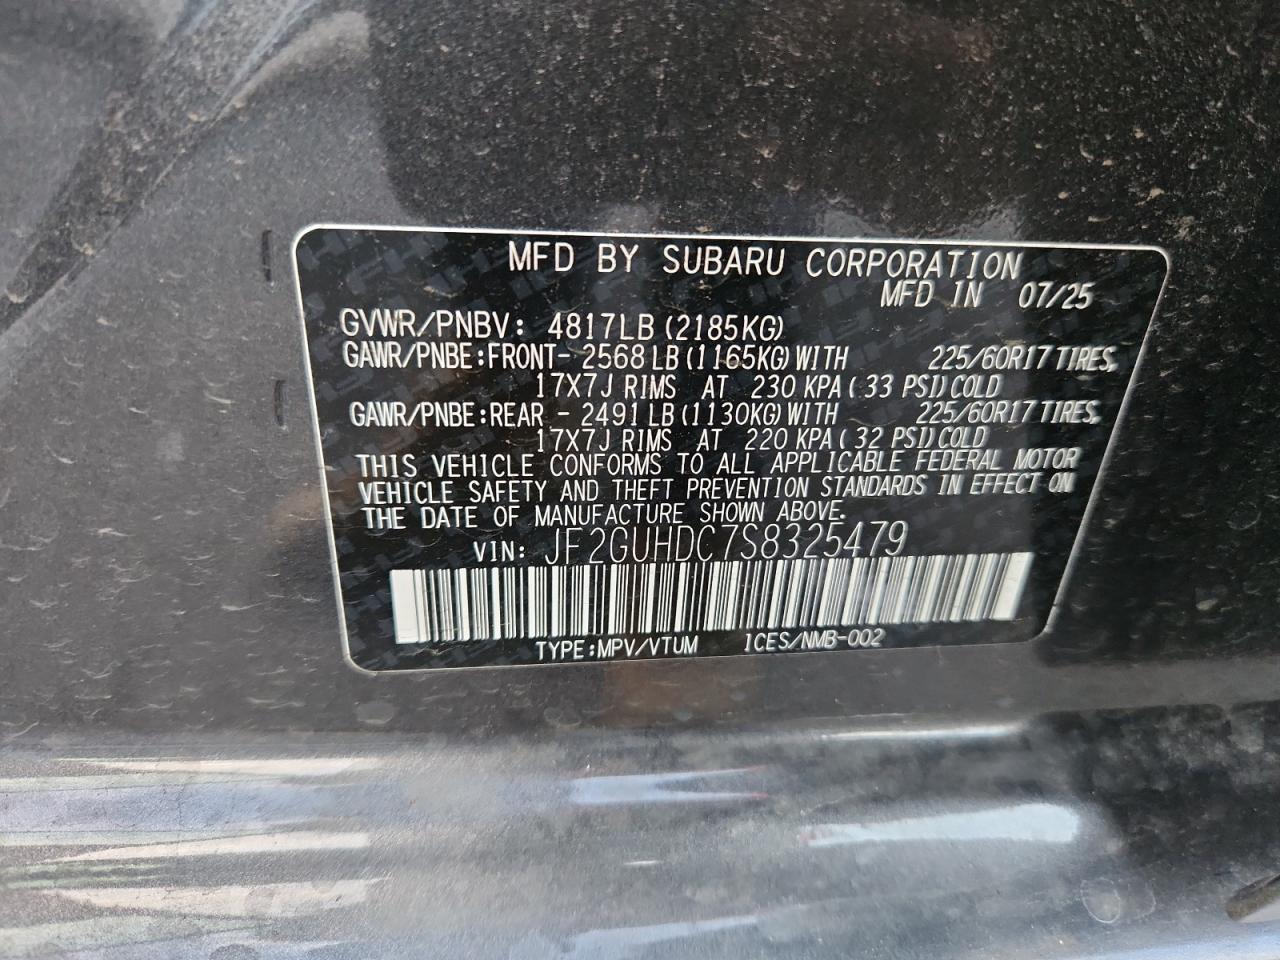 MFD BY SUBARU CORPORATION
MFD IN 07/25
GVWR/PNBV: 4817LB (2185KG)
GAWR/PNBE:FRONT- 2568 LB (1165KG) WITH 225/60R17 TIRES,
17X7J RIMS AT 230 KPA ( 33 PSI) COLD
GAWR/PNBE:REAR - 2491 LB (1130KG) WITH 225/60R17 TIRES,
17X7J RIMS AT 220 KPA ( 32 PSI) COLD
THIS VEHICLE CONFORMS TO ALL APPLICABLE FEDERAL MOTOR
VEHICLE SAFETY AND THEFT PREVENTION STANDARDS IN EFFECT ON
THE DATE OF MANUFACTURE SHOWN ABOVE.
VIN: JF2GUHDC7S8325479
TYPE:MPV/VTUM ICES/NMB-002